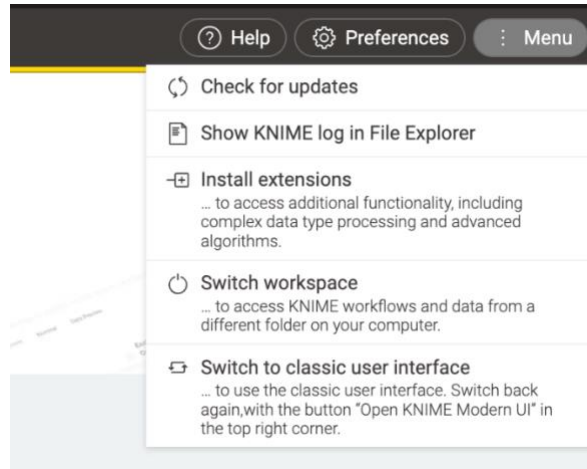 Help
Preferences
Menu
Check for updates
Show KNIME log in File Explorer
Install extensions
... to access additional functionality, including
complex data type processing and advanced
algorithms.
Switch workspace
... to access KNIME workflows and data from a
different folder on your computer.
Switch to classic user interface
... to use the classic user interface. Switch back
again,with the button “Open KNIME Modern UI” in
the top right corner.